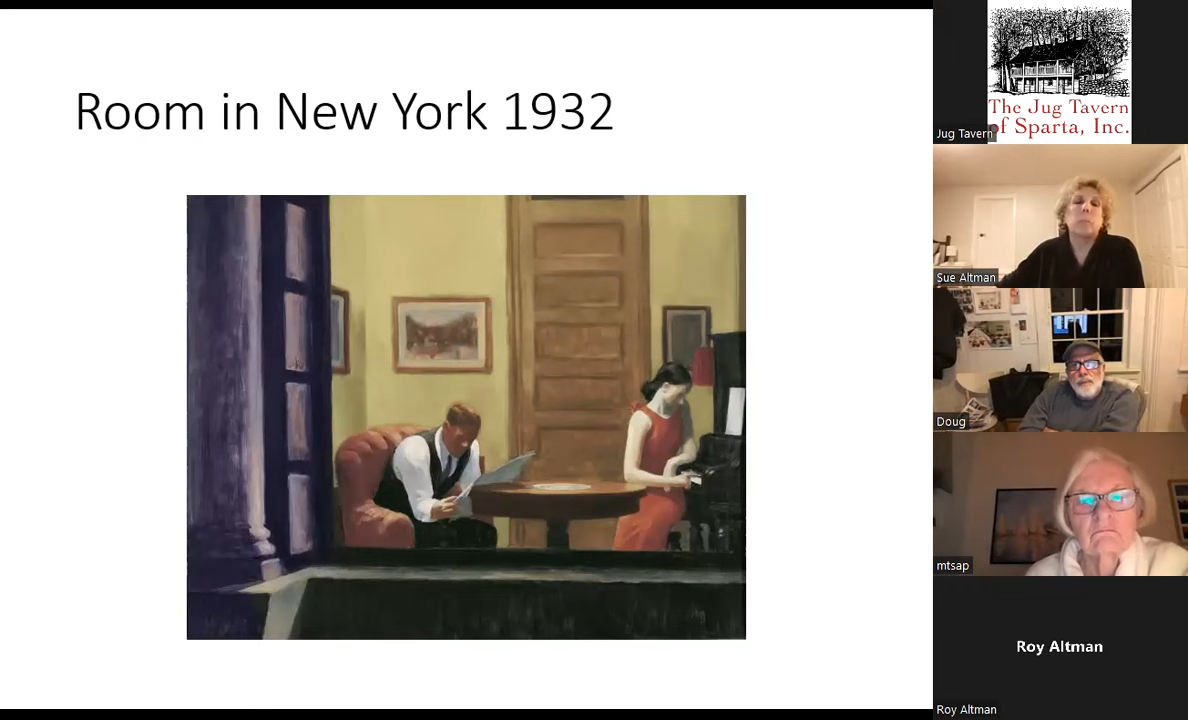 Room in New York 1932
The Jug Tavern
of Sparta, Inc.
Jug Tavern
Sue Altman
Doug
mtsap
Roy Altman
Roy Altman